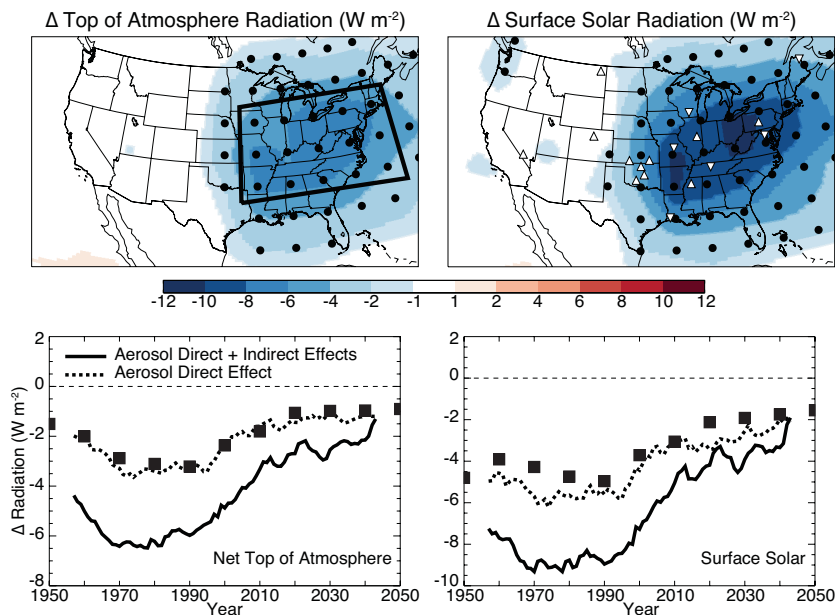 Δ Top of Atmosphere Radiation (W m-2)
Δ Surface Solar Radiation (W m-2)
-12 -10 -8 -6 -4 -2 -1 1 2 4 6 8 10 12
2
0
-2
-4
-6
-8
Δ Radiation (W m-2)
Aerosol Direct + Indirect Effects
Aerosol Direct Effect
Net Top of Atmosphere
1950 1970 1990 2010 2030 2050
Year
2
0
-2
-4
-6
-8
-10
Surface Solar
1950 1970 1990 2010 2030 2050
Year